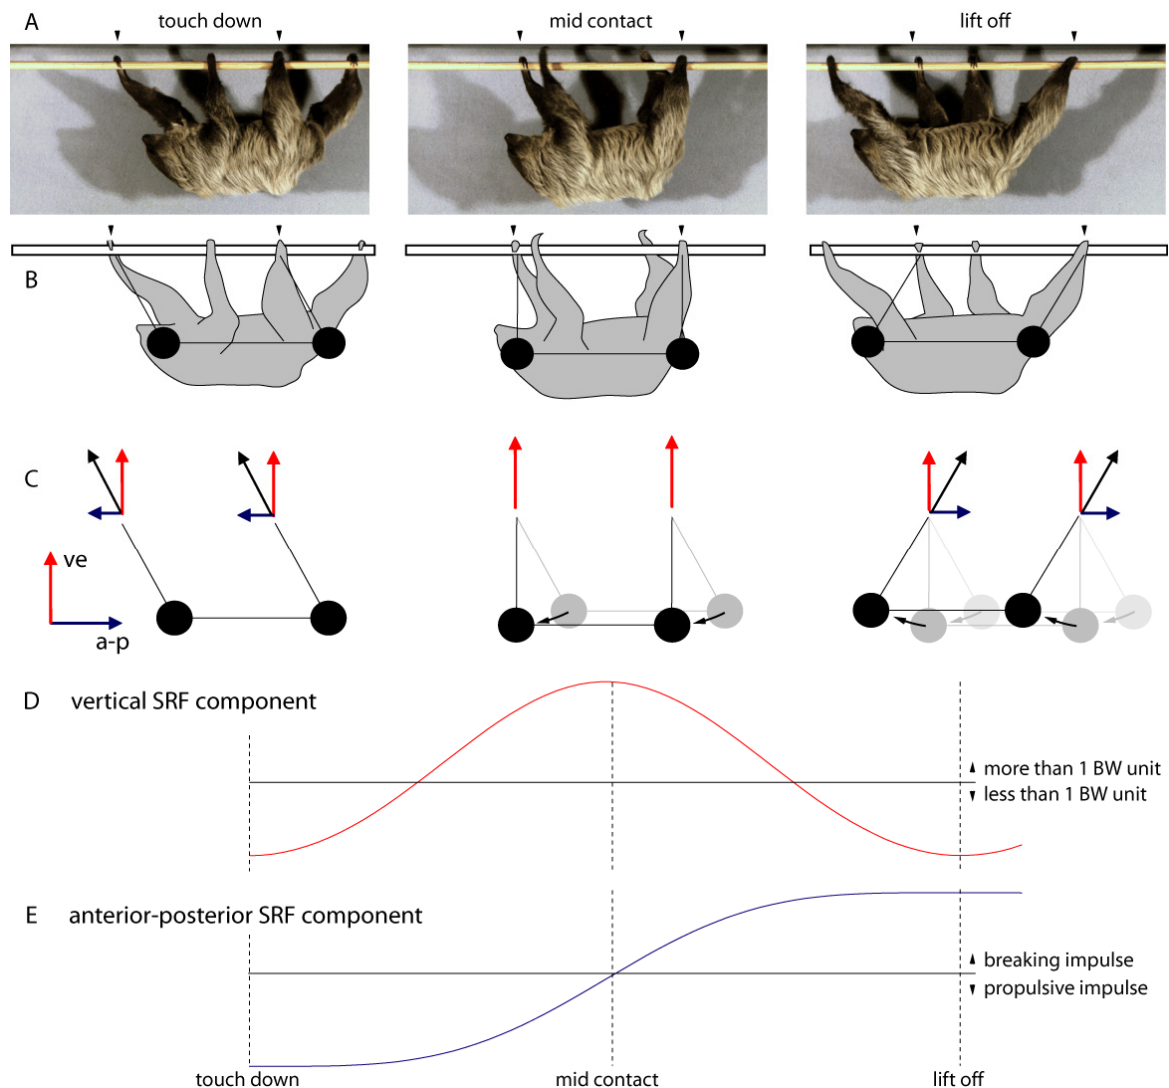 A
touch down
mid contact
lift off
B
C
ve
a-p
D vertical SRF component
more than 1 BW unit
less than 1 BW unit
E anterior-posterior SRF component
breaking impulse
propulsive impulse
touch down
mid contact
lift off